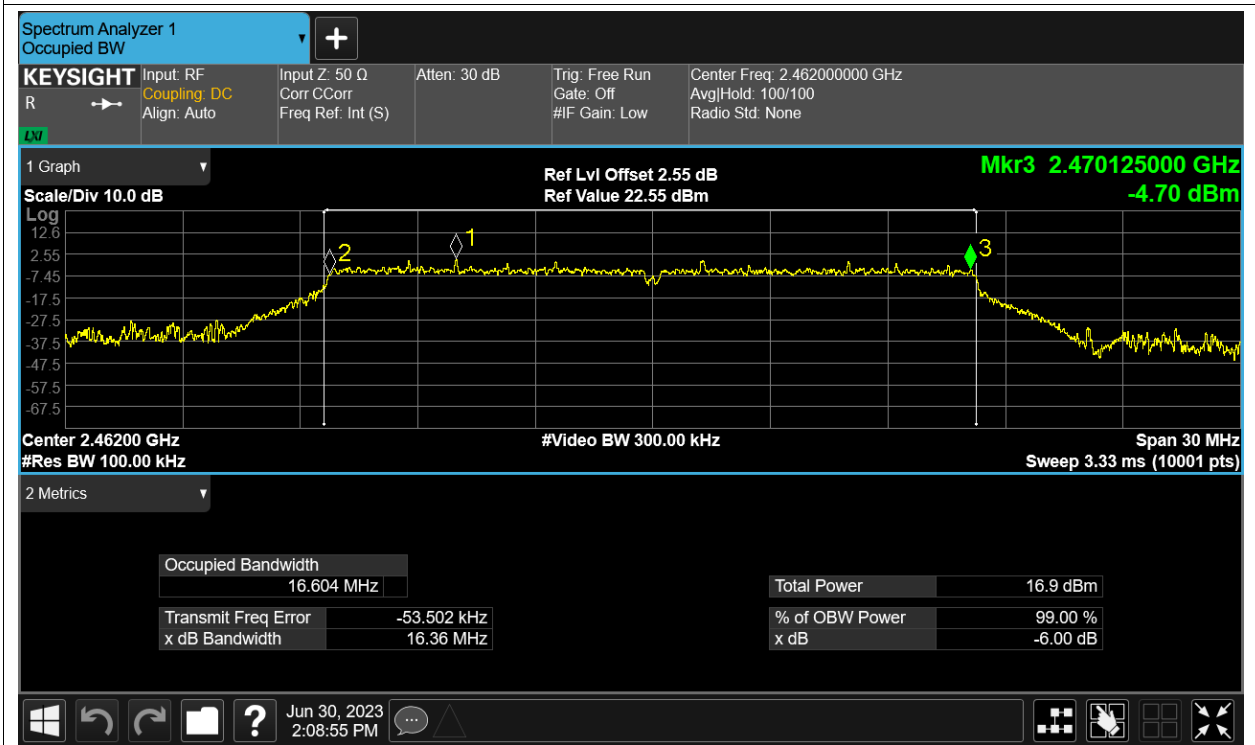 Spectrum Analyzer 1
Occupied BW
+
KEYSIGHT
R
LXI
Input: RF
Coupling: DC
Align: Auto
Input Z: 50 Ω
Corr CCorr
Freq Ref: Int (S)
Atten: 30 dB
Trig: Free Run
Gate: Off
#IF Gain: Low
Center Freq: 2.462000000 GHz
Avg|Hold: 100/100
Radio Std: None
1 Graph
Scale/Div 10.0 dB
Ref Lvl Offset 2.55 dB
Ref Value 22.55 dBm
Mkr3 2.470125000 GHz
-4.70 dBm
Log
12.6
2.55
-7.45
-17.5
-27.5
-37.5
-47.5
-57.5
-67.5
2
1
3
Center 2.46200 GHz
#Video BW 300.00 kHz
Span 30 MHz
#Res BW 100.00 kHz
Sweep 3.33 ms (10001 pts)
2 Metrics
Occupied Bandwidth
16.604 MHz
Total Power 16.9 dBm
Transmit Freq Error -53.502 kHz
% of OBW Power 99.00 %
x dB Bandwidth 16.36 MHz
x dB -6.00 dB
?
Jun 30, 2023
2:08:55 PM